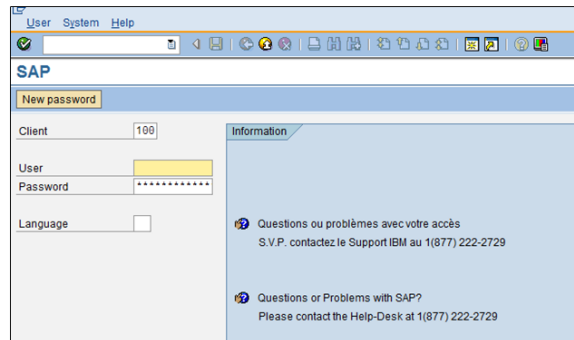 User System Help
SAP
New password
Client 100
Information
User
Password ************
Language
Questions ou problèmes avec votre accès
S.V.P. contactez le Support IBM au 1(877) 222-2729
Questions or Problems with SAP?
Please contact the Help-Desk at 1(877) 222-2729